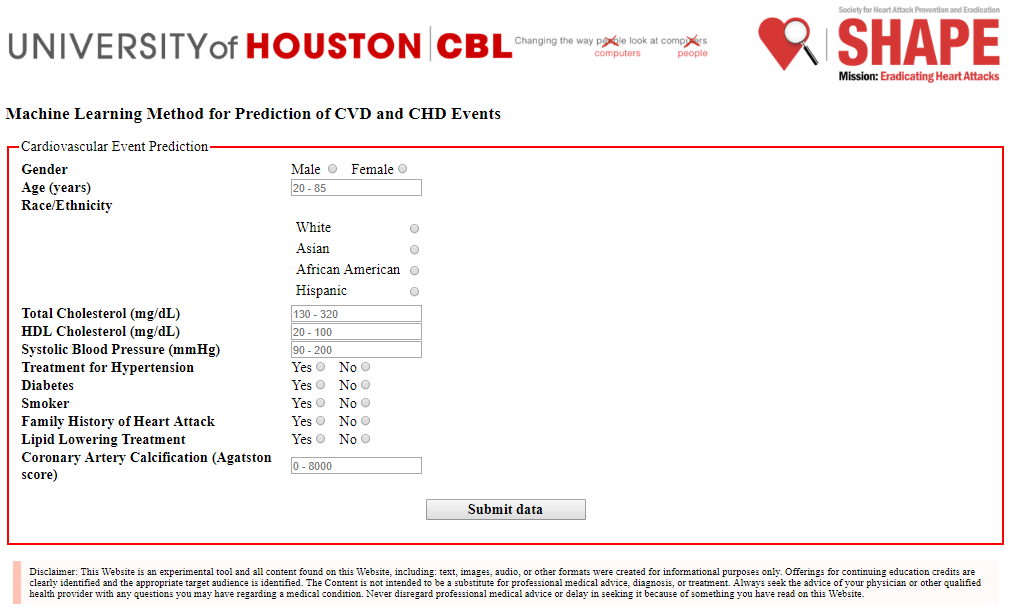 Society for Heart Attack Prevention and Eradication
UNIVERSITY of HOUSTON CBL
Changing the way people look at computers
computers people
SHAPE
Mission: Eradicating Heart Attacks
Machine Learning Method for Prediction of CVD and CHD Events
Cardiovascular Event Prediction
Gender Male Female
Age (years) 20 - 85
Race/Ethnicity
White
Asian
African American
Hispanic
Total Cholesterol (mg/dL) 130 - 320
HDL Cholesterol (mg/dL) 20 - 100
Systolic Blood Pressure (mmHg) 90 - 200
Treatment for Hypertension Yes No
Diabetes Yes No
Smoker Yes No
Family History of Heart Attack Yes No
Lipid Lowering Treatment Yes No
Coronary Artery Calcification (Agatston
score) 0 - 8000
Submit data
Disclaimer: This Website is an experimental tool and all content found on this Website, including: text, images, audio, or other formats were created for informational purposes only. Offerings for continuing education credits are
clearly identified and the appropriate target audience is identified. The Content is not intended to be a substitute for professional medical advice, diagnosis, or treatment. Always seek the advice of your physician or other qualified
health provider with any questions you may have regarding a medical condition. Never disregard professional medical advice or delay in seeking it because of something you have read on this Website.